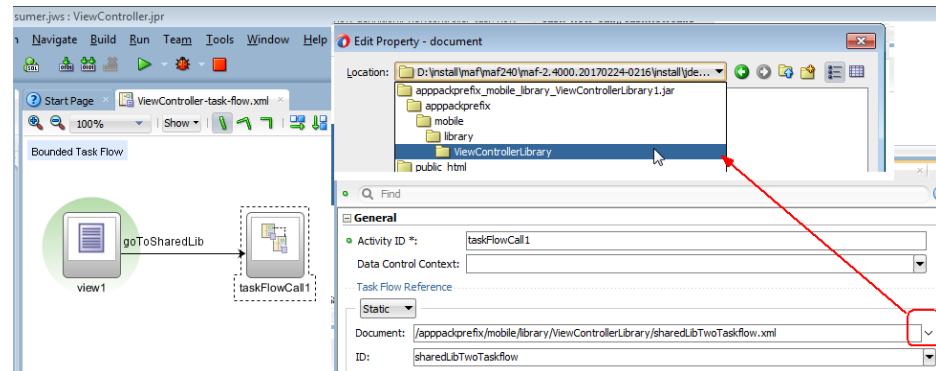 sumer.jws : ViewController.jpr
Navigate Build Run Team Tools Window Help
Start Page
ViewController-task-flow.xml
100%
Show
Bounded Task Flow
goToSharedLib
view1
taskFlowCall1
Edit Property - document
Location: D:\install\maf\maf240\maf-2.4000.20170224-0216\install\jde...
apppackprefix_mobile_library_ViewControllerLibrary1.jar
apppackprefix
mobile
library
ViewControllerLibrary
public_html
Find
General
Activity ID *: taskFlowCall1
Data Control Context:
Task Flow Reference
Static
Document: /apppackprefix/mobile/library/ViewControllerLibrary/sharedLibTwoTaskflow.xml
ID: sharedLibTwoTaskflow